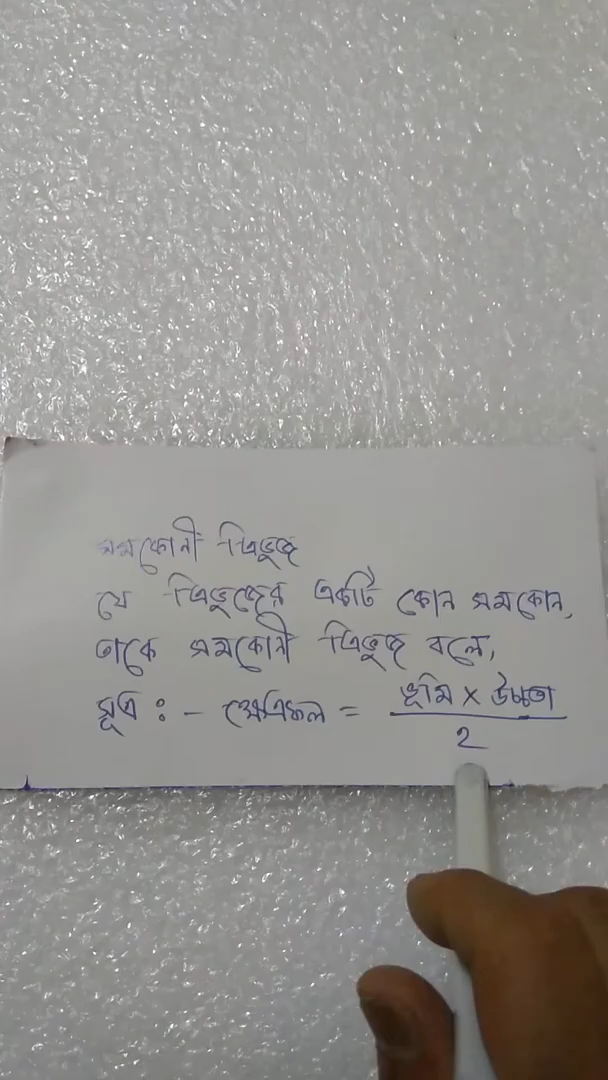 সমকোনী ত্রিভুজ
যে ত্রিভুজের একটি কোন সমকোন,
তাকে সমকোনী ত্রিভুজ বলে,
সূত্র :- ক্ষেত্রফল = ভূমি × উচ্চতা
2